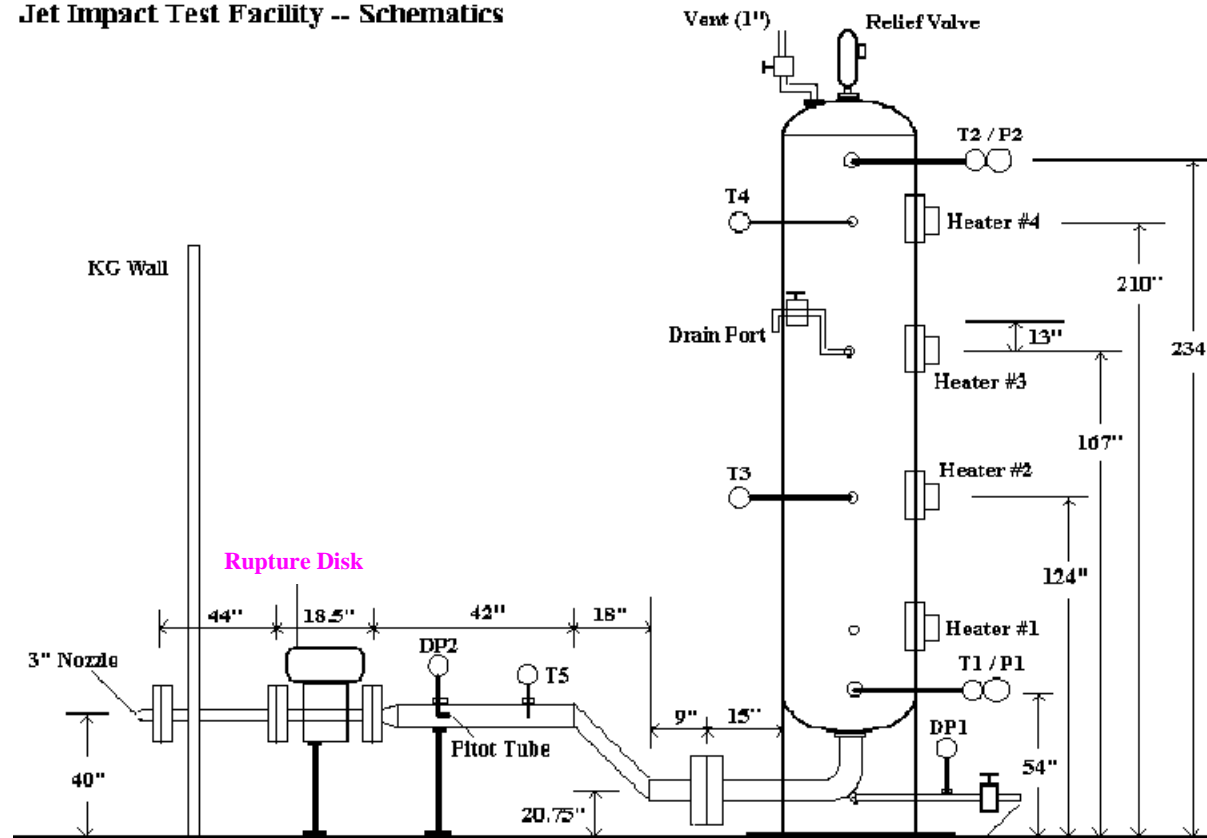 Jet Impact Test Facility -- Schematics
Vent (1")
Relief Valve
T2 / P2
T4
Heater #4
KG Wall
210"
Drain Port
13"
234
Heater #3
167"
T3
Heater #2
Rupture Disk
124"
44"
18.5"
42"
18"
Heater #1
DP2
3" Nozzle
T5
T1 / P1
9"
15"
DP1
Pitot Tube
54"
40"
20.75"